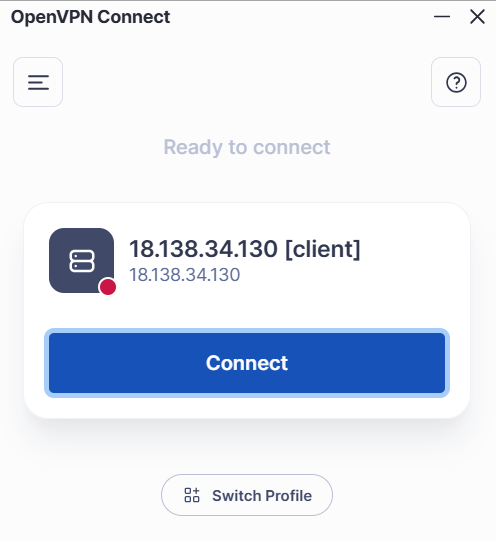 OpenVPN Connect
Ready to connect
18.138.34.130 [client]
18.138.34.130
Connect
Switch Profile